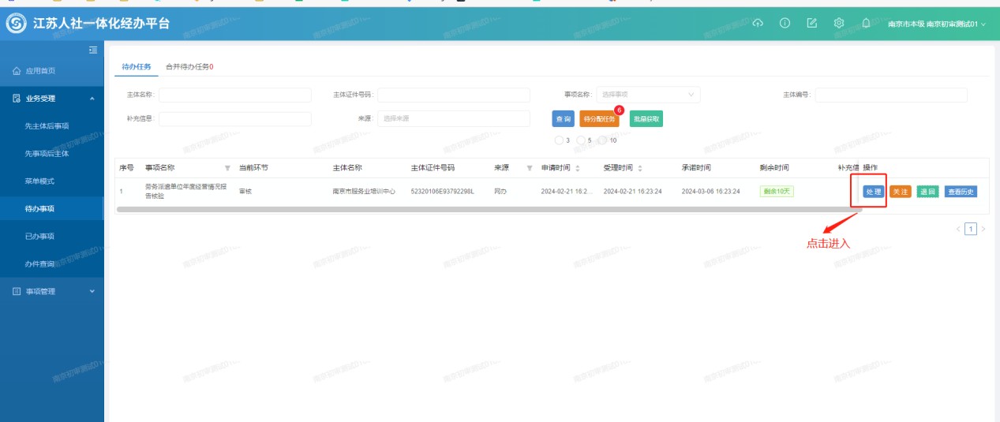 江苏人社一体化经办平台
南京市本级 南京初审测试01
应用首页
业务受理
先主体后事项
先事项后主体
菜单模式
待办事项
已办事项
办件查询
事项管理
待办任务 合并待办任务0
主体名称: 主体证件号码: 事项名称: 选择事项 主体编号:
补充信息: 来源: 选择来源 查询 待分配任务 6 批量获取
3 5 10
序号 事项名称 当前环节 主体名称 主体证件号码 来源 申请时间 受理时间 承诺时间 剩余时间 补充信 操作
1 劳务派遣单位年度经营情况报 审核 南京市服务业培训中心 52320106E93792298L 网办 2024-02-21 16:2... 2024-02-21 16:23:24 2024-03-06 16:23:24 剩余10天 处理 关注 退回 查看历史
告核验
1
点击进入